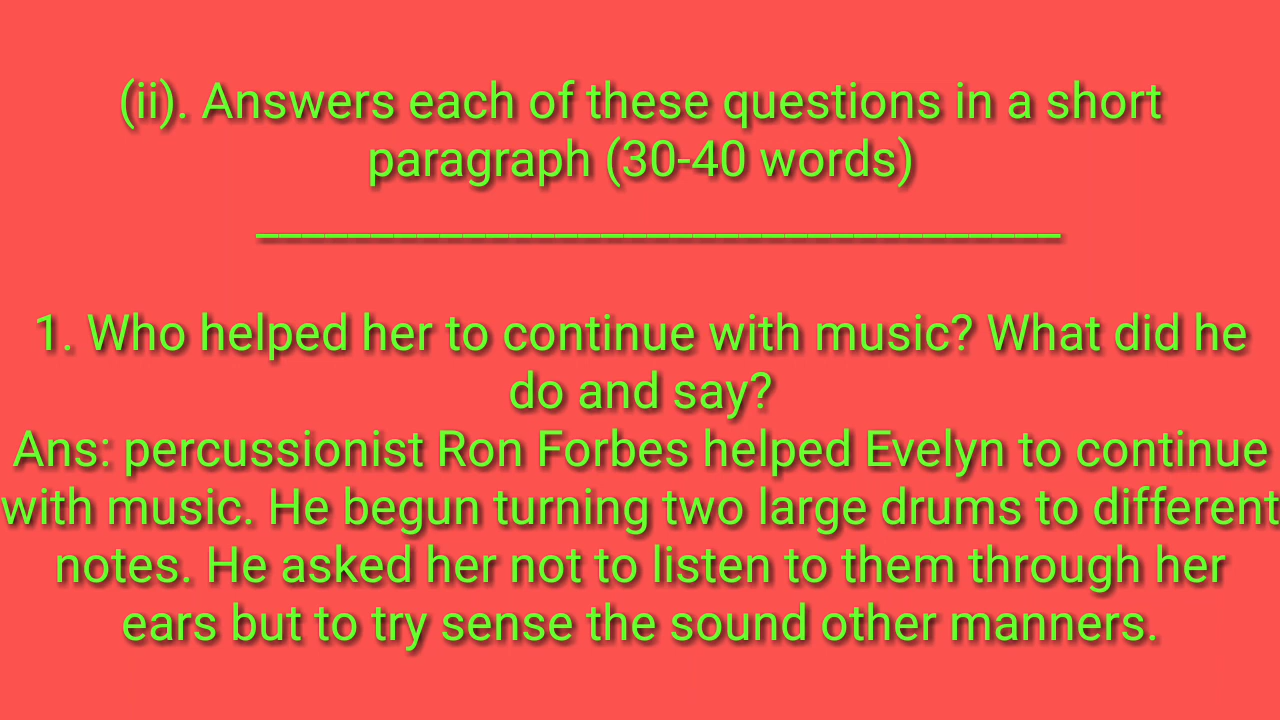 (ii). Answers each of these questions in a short
paragraph (30-40 words)
___________________________________
1. Who helped her to continue with music? What did he
do and say?
Ans: percussionist Ron Forbes helped Evelyn to continue
with music. He begun turning two large drums to different
notes. He asked her not to listen to them through her
ears but to try sense the sound other manners.